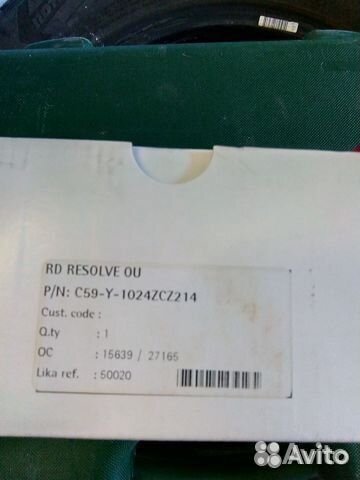 RD RESOLVE OU
P/N: C59-Y-1024ZCZ214
Cust. code :
Q.ty : 1
OC : 15639 / 27165
Lika ref. : 50020
Avito